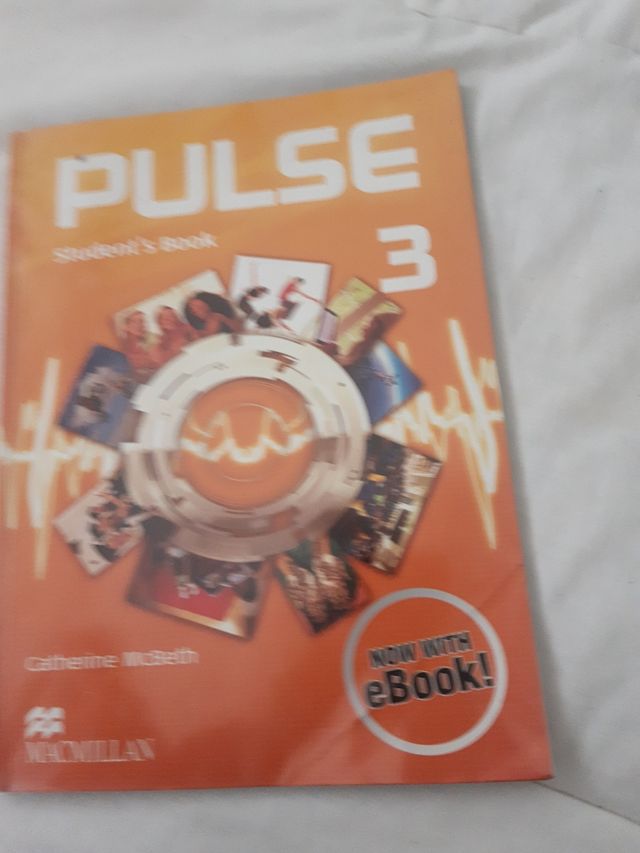 PULSE
Student's Book
3
Catherine McBeth
NOW WITH
eBook!
MACMILLAN